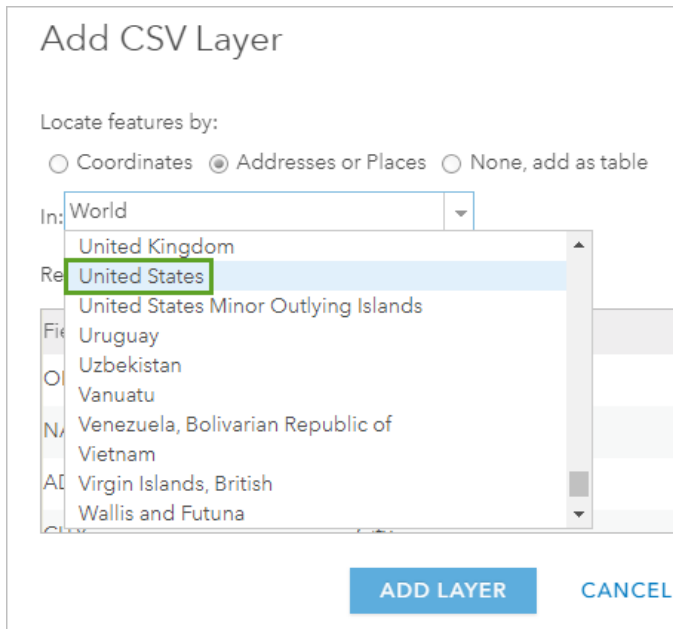 Add CSV Layer
Locate features by:
Coordinates Addresses or Places None, add as table
In: World
United Kingdom
Re United States
United States Minor Outlying Islands
Fie
Uruguay
Uzbekistan
Vanuatu
Venezuela, Bolivarian Republic of
Vietnam
Virgin Islands, British
Wallis and Futuna
ADD LAYER CANCEL